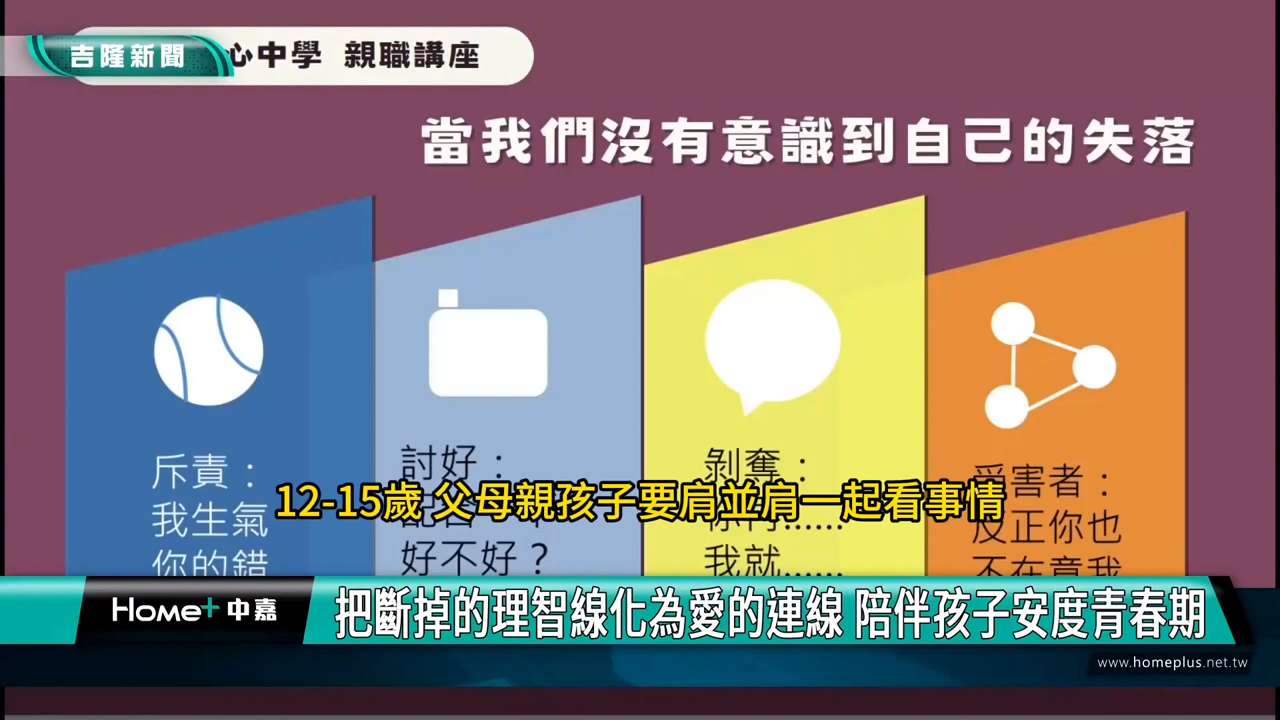 吉隆新聞
心中學 親職講座
當我們沒有意識到自己的失落
斥責：
我生氣
你的錯
討好：
好不好？
剝奪：
我就……
受害者：
反正你也
不在意我
12-15歲 父母親孩子要肩並肩一起看事情
Home+中嘉
把斷掉的理智線化為愛的連線 陪伴孩子安度青春期
www.homeplus.net.tw